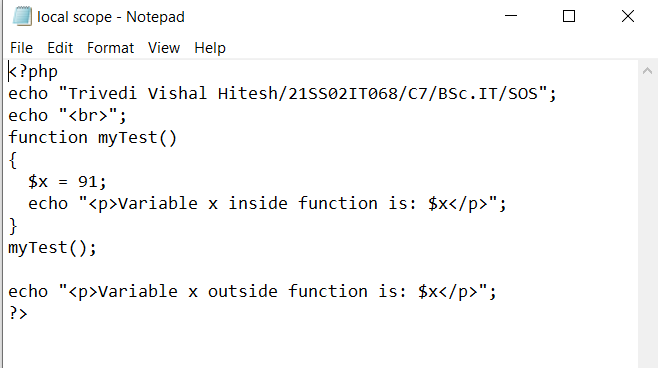 local scope - Notepad
File Edit Format View Help
<?php
echo "Trivedi Vishal Hitesh/21SS02IT068/C7/BSc.IT/SOS";
echo "<br>";
function myTest()
{
  $x = 91;
  echo "<p>Variable x inside function is: $x</p>";
}
myTest();

echo "<p>Variable x outside function is: $x</p>";
?>